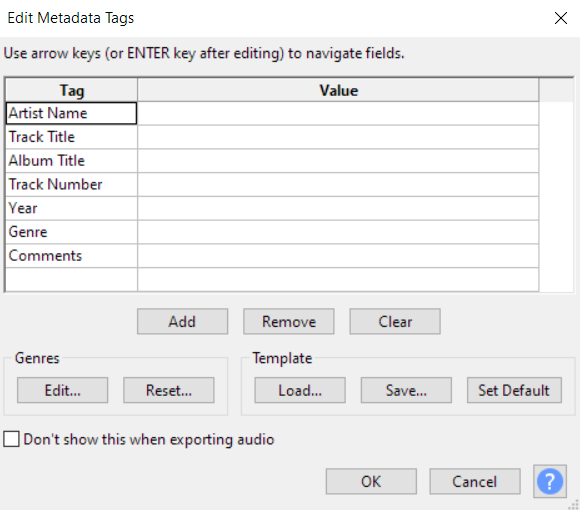 Edit Metadata Tags
Use arrow keys (or ENTER key after editing) to navigate fields.
Tag Value
Artist Name
Track Title
Album Title
Track Number
Year
Genre
Comments
Add Remove Clear
Genres Template
Edit... Reset... Load... Save... Set Default
Don't show this when exporting audio
OK Cancel ?